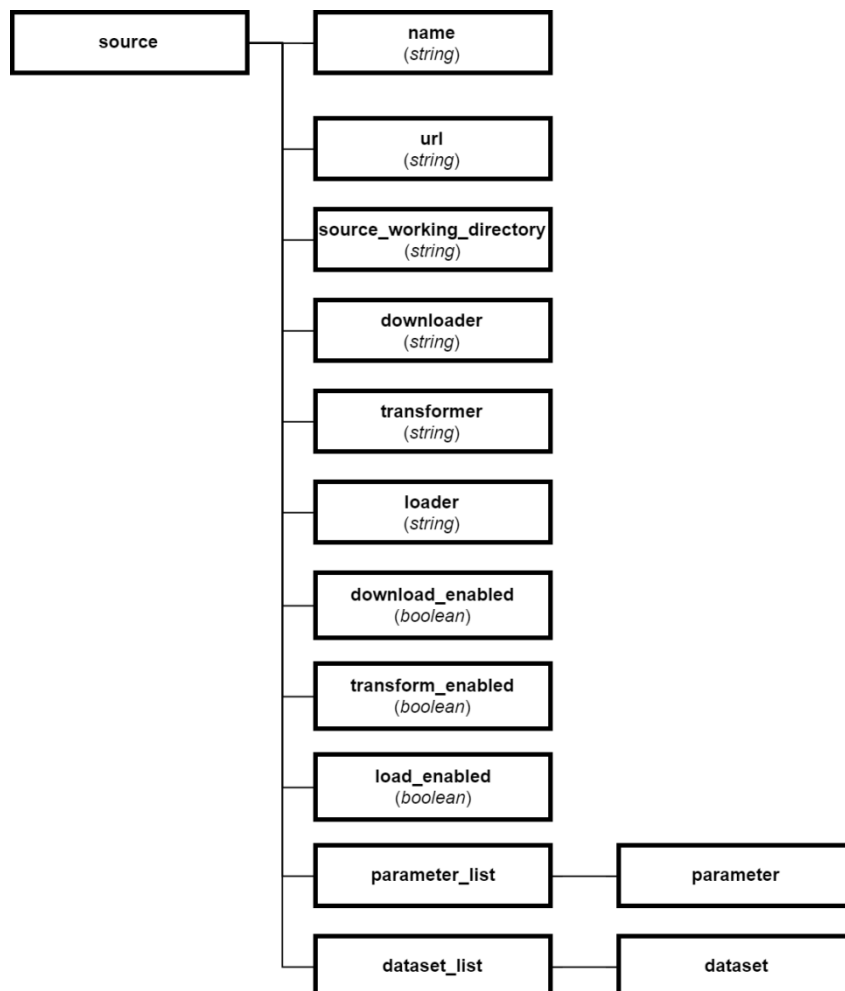 source
name
(string)
url
(string)
source_working_directory
(string)
downloader
(string)
transformer
(string)
loader
(string)
download_enabled
(boolean)
transform_enabled
(boolean)
load_enabled
(boolean)
parameter_list
parameter
dataset_list
dataset